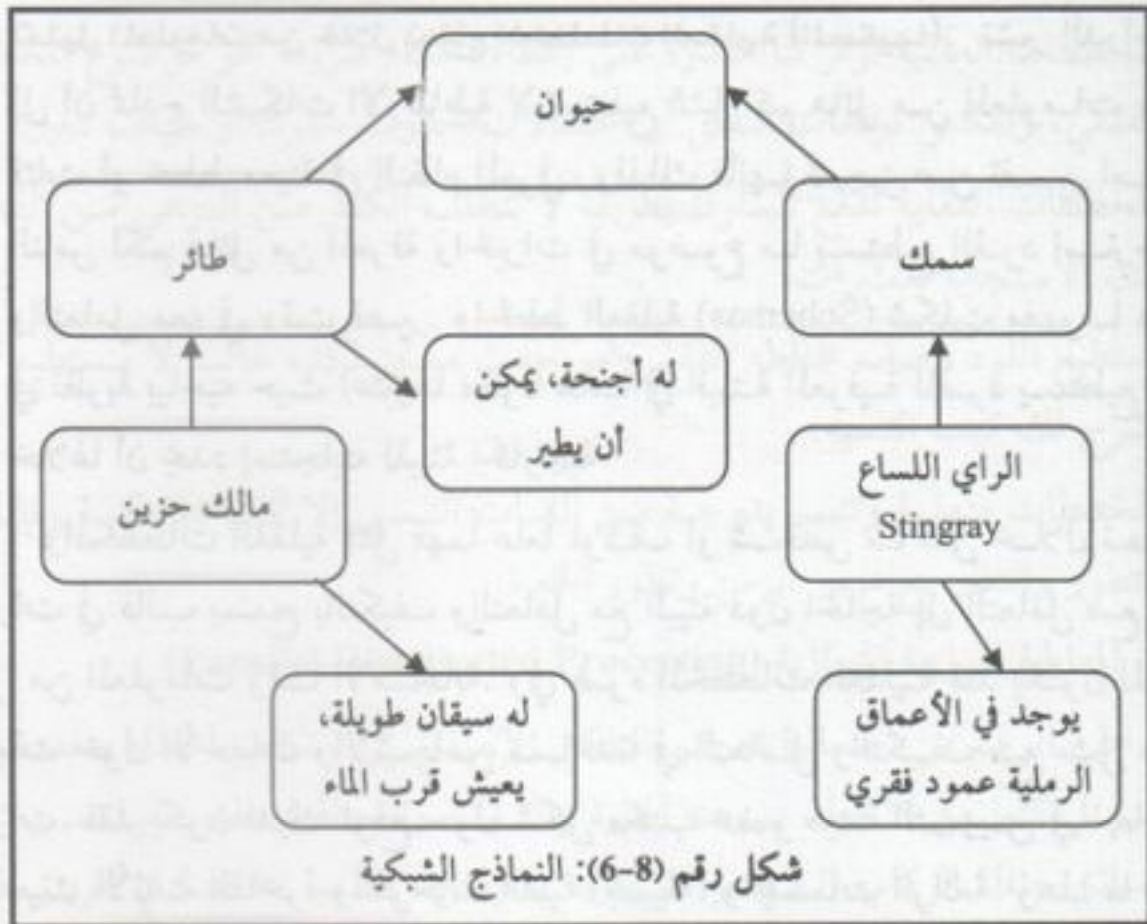 حيوان
طائر
سمك
له أجنحة، يمكن
أن يطير
مالك حزين
الراي اللساع
Stingray
له سيقان طويلة،
يعيش قرب الماء
يوجد في الأعماق
الرملية عمود فقري
شكل رقم (8-6): النماذج الشبكية